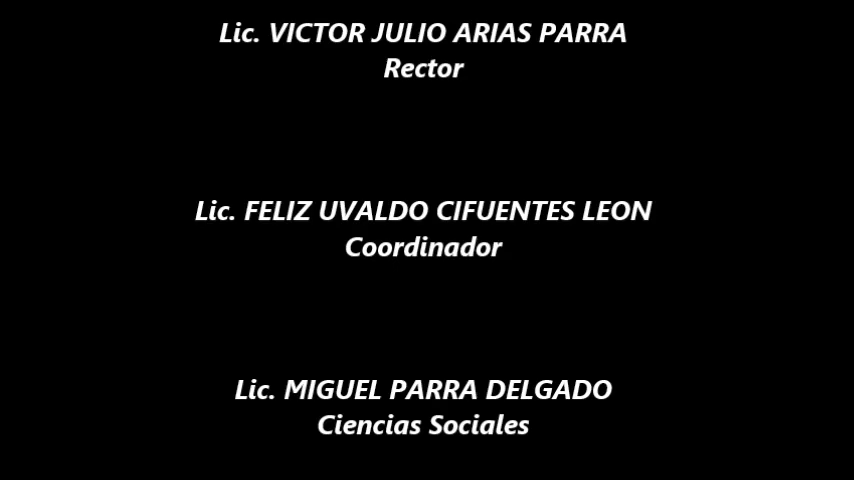 Lic. VICTOR JULIO ARIAS PARRA
Rector
Lic. FELIZ UVALDO CIFUENTES LEON
Coordinador
Lic. MIGUEL PARRA DELGADO
Ciencias Sociales